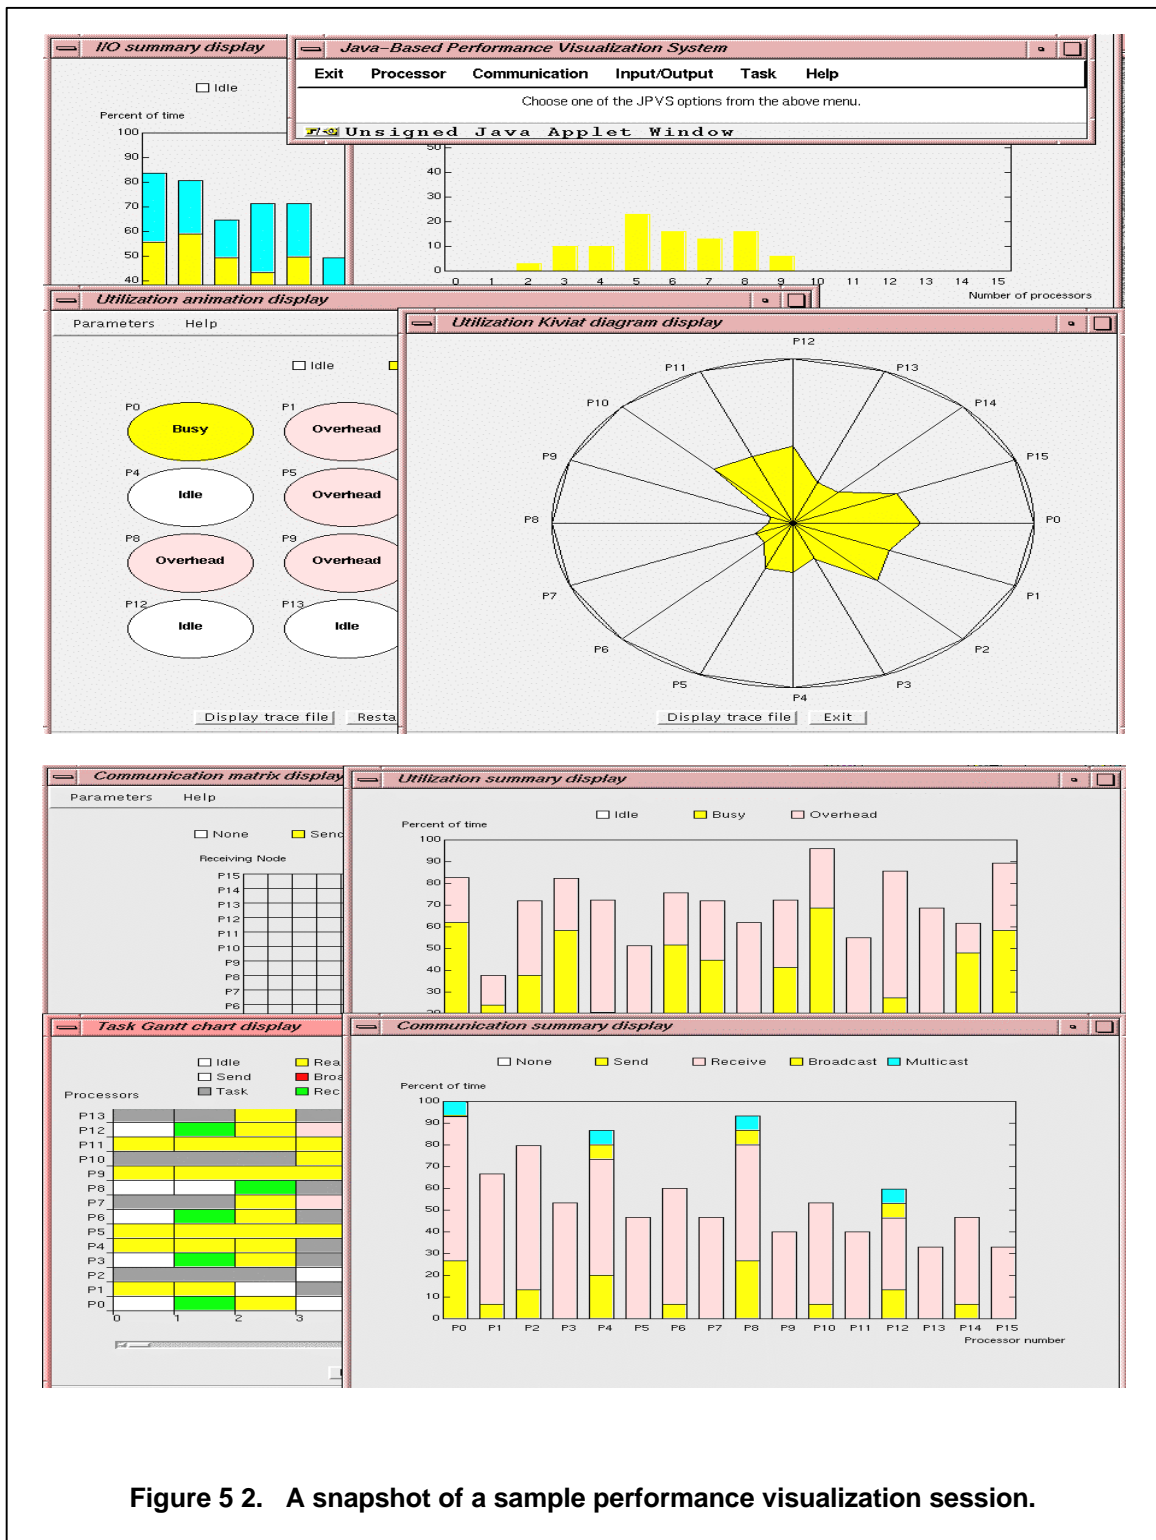 I/O summary display
Java-Based Performance Visualization System
Exit Processor Communication Input/Output Task Help
Choose one of the JPVS options from the above menu.
Unsigned Java Applet Window
Idle
Percent of time
100
90
80
70
60
50
40
50
40
30
20
10
0
0 1 2 3 4 5 6 7 8 9 10 11 12 13 14 15
Number of processors
Utilization animation display
Parameters Help
Idle
P0 Busy
P1 Overhead
P4 Idle
P5 Overhead
P8 Overhead
P9 Overhead
P12 Idle
P13 Idle
Display trace file Resta
Utilization Kiviat diagram display
P12
P11 P13
P10 P14
P9 P15
P8 P0
P7 P1
P6 P2
P5 P3
P4
Display trace file Exit
Communication matrix display
Parameters Help
None Send
Receiving Node
P15
P14
P13
P12
P11
P10
P9
P8
P7
P6
Utilization summary display
Idle Busy Overhead
Percent of time
100
90
80
70
60
50
40
30
Task Gantt chart display
Idle Rea
Send Broa
Task Rec
Processors
P13
P12
P11
P10
P9
P8
P7
P6
P5
P4
P3
P2
P1
P0
0 1 2 3
Communication summary display
None Send Receive Broadcast Multicast
Percent of time
100
90
80
70
60
50
40
30
20
10
0
P0 P1 P2 P3 P4 P5 P6 P7 P8 P9 P10 P11 P12 P13 P14 P15
Processor number
Figure 5 2. A snapshot of a sample performance visualization session.